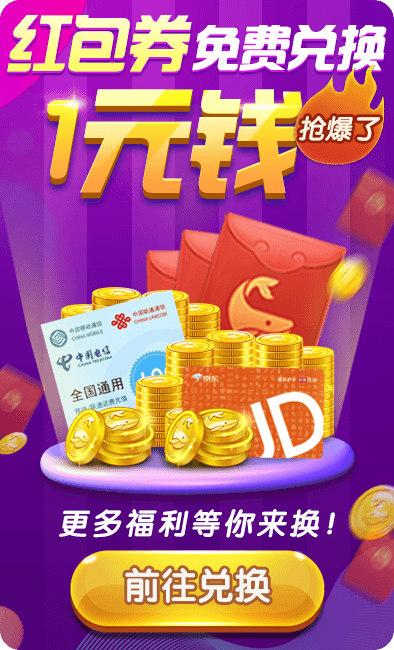 红包券免费兑换
1元钱
抢爆了
中国移动通信
CHINA MOBILE
中国联通通信
CHINA UNICOM
中国电信
CHINA TELECOM
全国通用
京东
JD
更多福利等你来换！
前往兑换